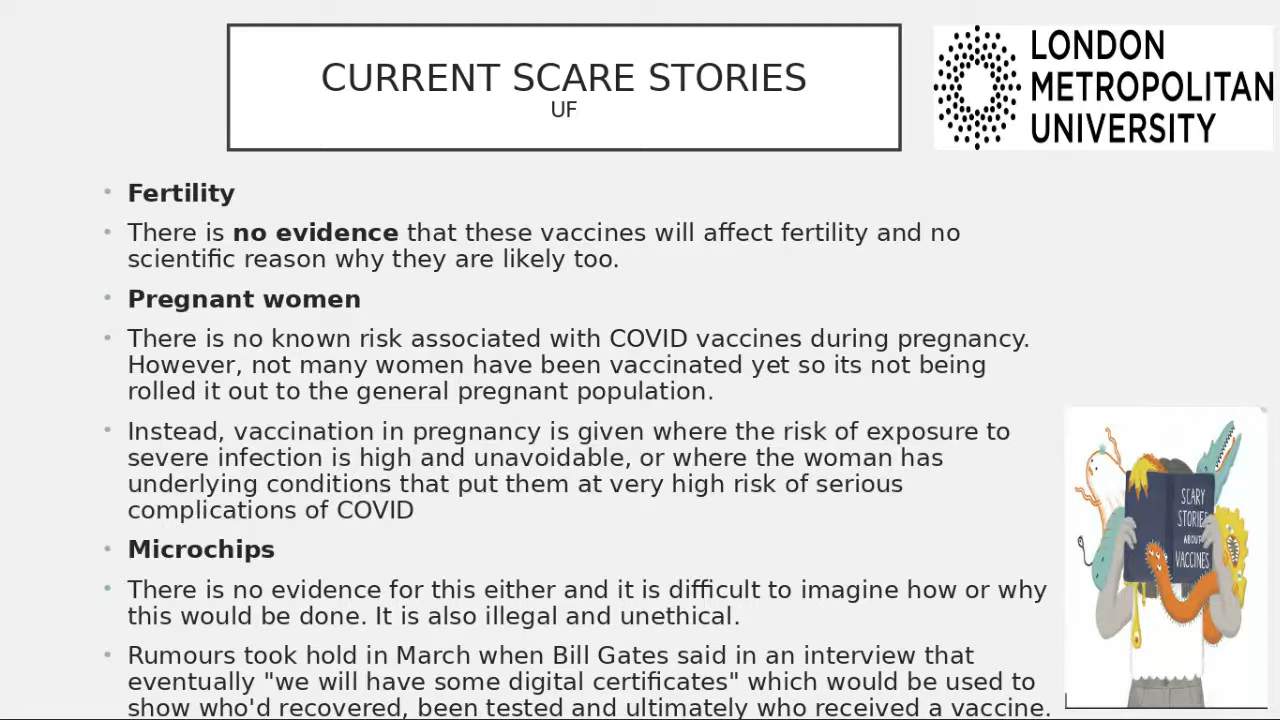 CURRENT SCARE STORIES
UF
LONDON
METROPOLITAN
UNIVERSITY
• Fertility
• There is no evidence that these vaccines will affect fertility and no
scientific reason why they are likely too.
• Pregnant women
• There is no known risk associated with COVID vaccines during pregnancy.
However, not many women have been vaccinated yet so its not being
rolled it out to the general pregnant population.
• Instead, vaccination in pregnancy is given where the risk of exposure to
severe infection is high and unavoidable, or where the woman has
underlying conditions that put them at very high risk of serious
complications of COVID
• Microchips
• There is no evidence for this either and it is difficult to imagine how or why
this would be done. It is also illegal and unethical.
• Rumours took hold in March when Bill Gates said in an interview that
eventually "we will have some digital certificates" which would be used to
show who'd recovered, been tested and ultimately who received a vaccine.
SCARY
STORIES
ABOUT
VACCINES